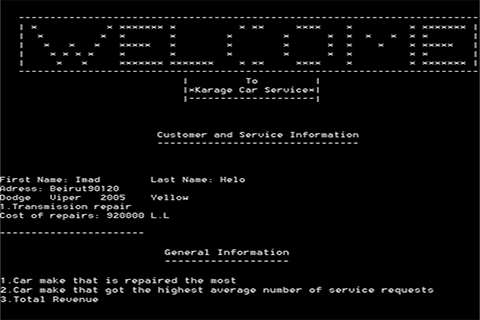 WELCOME
To
*Karage Car Service*
Customer and Service Information
First Name: Imad Last Name: Helo
Adress: Beirut90120
Dodge Viper 2005 Yellow
1.Transmission repair
Cost of repairs: 920000 L.L
General Information
1.Car make that is repaired the most
2.Car make that got the highest average number of service requests
3.Total Revenue